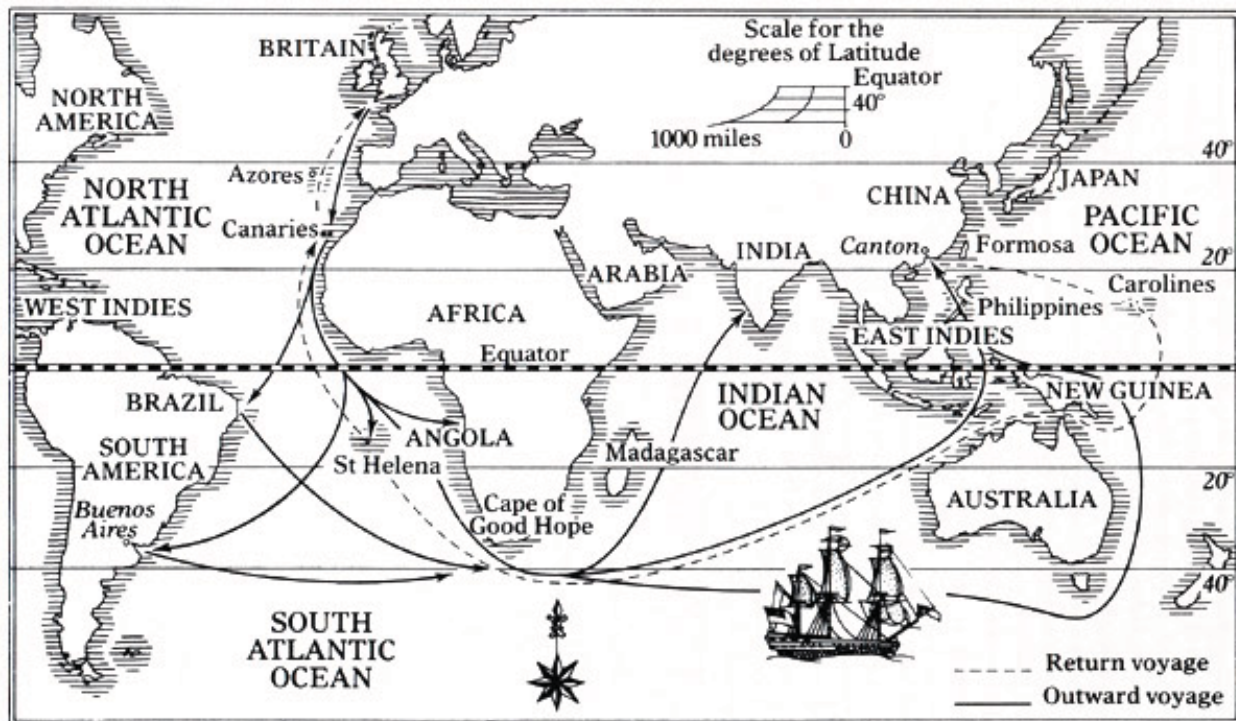 BRITAIN
Scale for the
degrees of Latitude
Equator
40°
1000 miles
0
NORTH
AMERICA
40°
Azores
NORTH
ATLANTIC
OCEAN
Canaries
CHINA
JAPAN
PACIFIC
OCEAN
Canton
Formosa
INDIA
ARABIA
20°
Carolines
WEST INDIES
AFRICA
Philippines
EAST INDIES
Equator
BRAZIL
INDIAN
OCEAN
NEW GUINEA
SOUTH
AMERICA
ANGOLA
St Helena
Madagascar
20°
Buenos
Aires
Cape of
Good Hope
AUSTRALIA
40°
SOUTH
ATLANTIC
OCEAN
Return voyage
Outward voyage